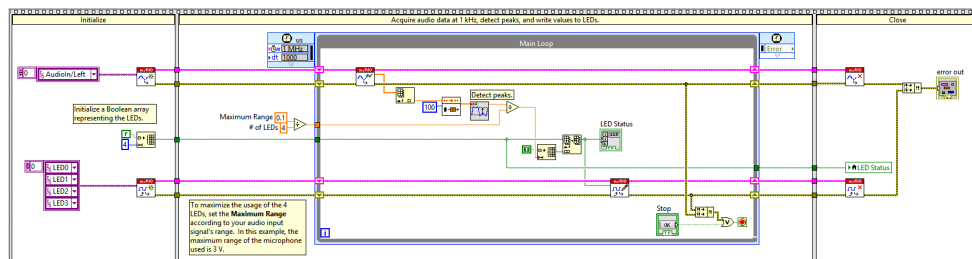 Initialize
Acquire audio data at 1 kHz, detect peaks, and write values to LEDs.
Close
us
1 MHz
dt
1000
Main Loop
Error
0
AudioIn/Left
error out
Detect peaks.
100
Initialize a Boolean array
representing the LEDs.
Maximum Range
0.1
# of LEDs
4
LED Status
F
4
0
LED0
LED1
LED2
LED3
LED Status
To maximize the usage of the 4
LEDs, set the Maximum Range
according to your audio input
signal's range. In this example, the
maximum range of the microphone
used is 3 V.
Stop
OK
i